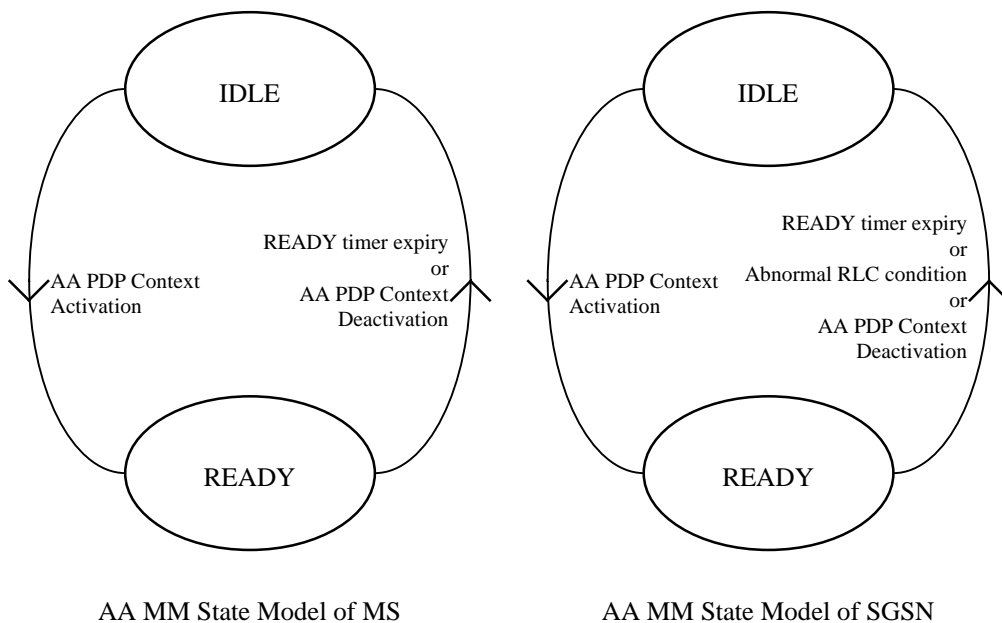 IDLE
READY timer expiry
or
AA PDP Context
Deactivation
AA PDP Context
Activation
READY
AA MM State Model of MS
IDLE
READY timer expiry
or
Abnormal RLC condition
or
AA PDP Context
Deactivation
AA PDP Context
Activation
READY
AA MM State Model of SGSN